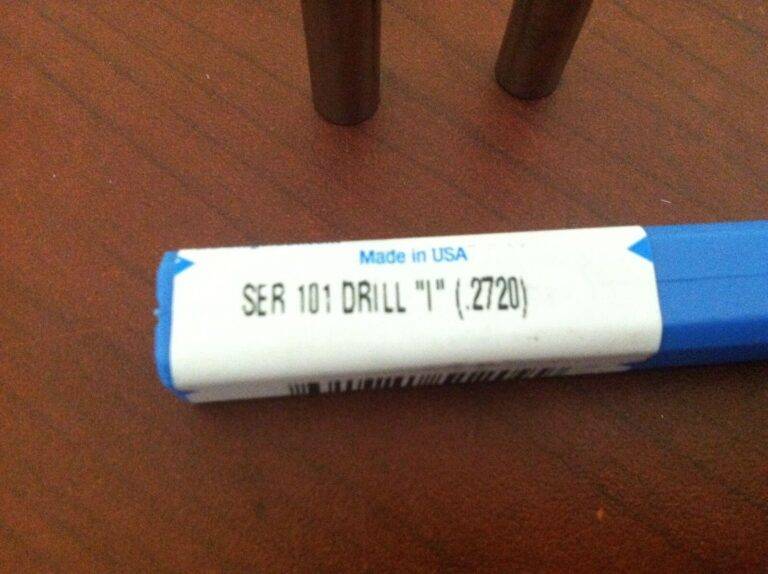 Made in USA
SER 101 DRILL "I" (.2720)